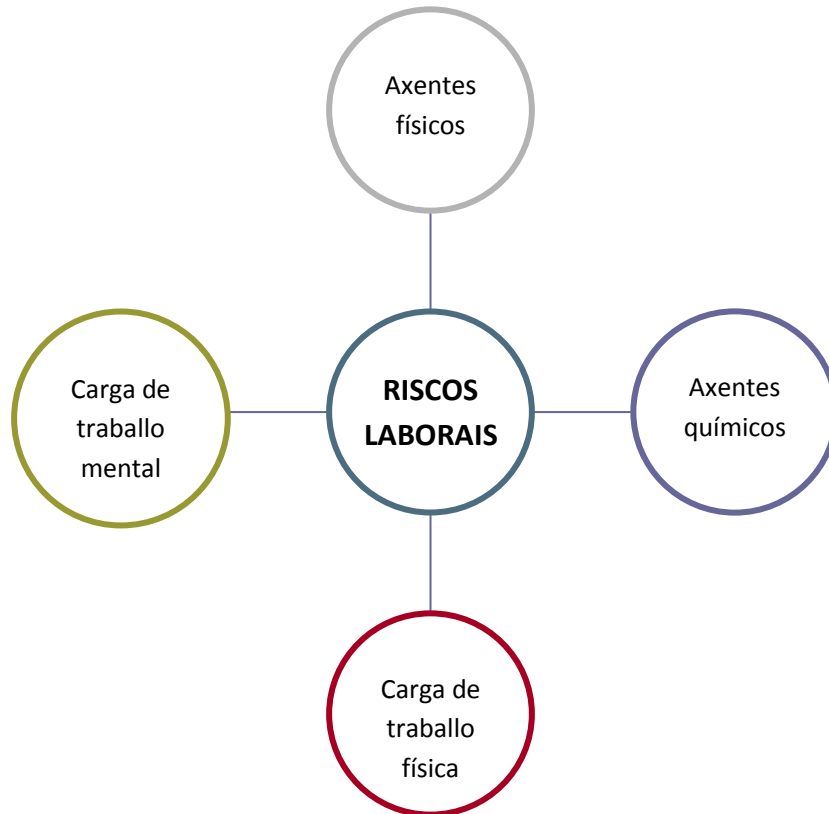 Axentes
físicos
Carga de
traballo
mental
RISCOS
LABORAIS
Axentes
químicos
Carga de
traballo
física